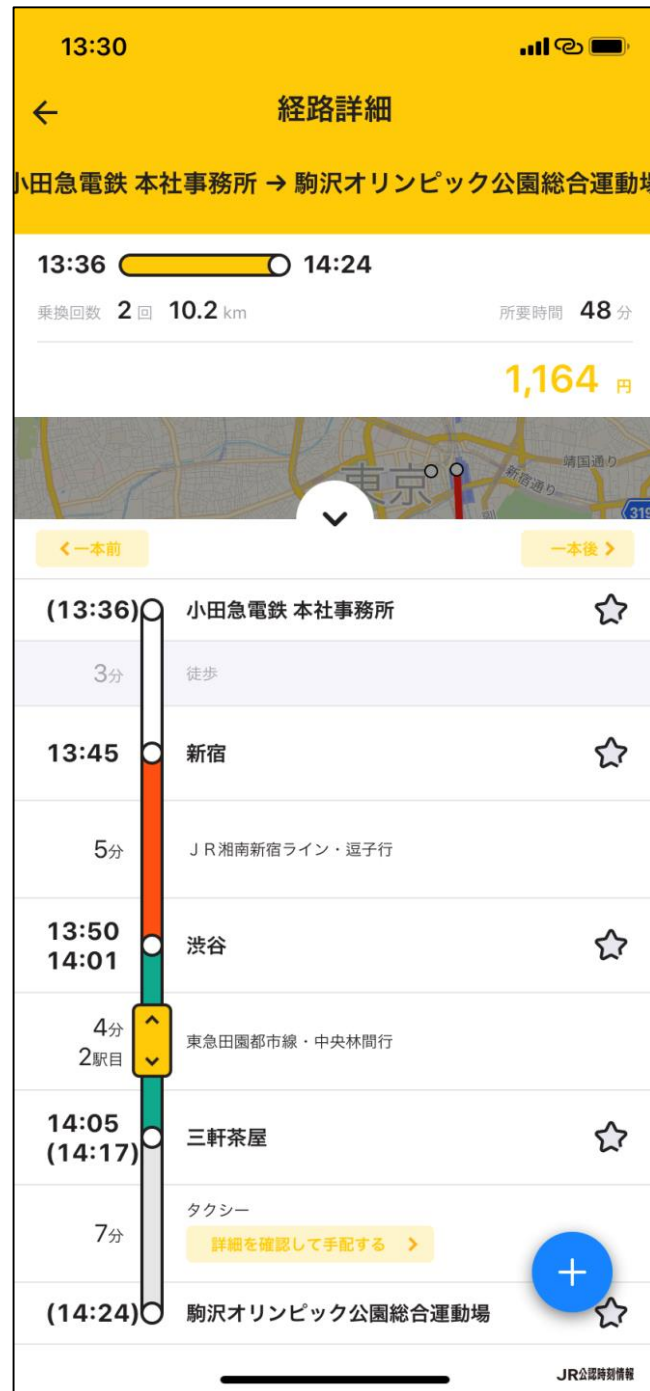 13:30
経路詳細
小田急電鉄 本社事務所 → 駒沢オリンピック公園総合運動場
13:36 14:24
乗換回数 2 回 10.2 km 所要時間 48 分
1,164 円
東京
靖国通り
新宿通り
319
一本前 一本後
(13:36) 小田急電鉄 本社事務所
3分 徒歩
13:45 新宿
5分 JR湘南新宿ライン・逗子行
13:50
14:01
渋谷
4分
2駅目
東急田園都市線・中央林間行
14:05
(14:17)
三軒茶屋
7分
タクシー
詳細を確認して手配する
(14:24) 駒沢オリンピック公園総合運動場
JR公認時刻情報